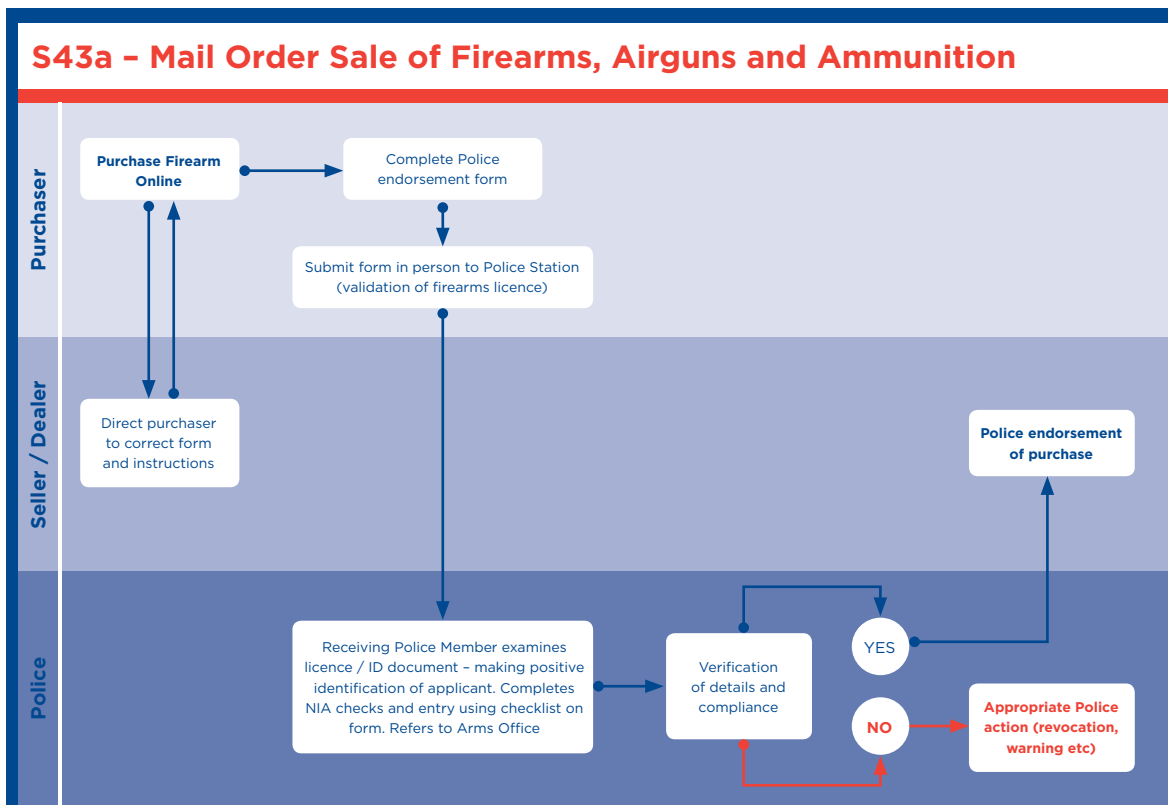 S43a – Mail Order Sale of Firearms, Airguns and Ammunition
Purchaser
Purchase Firearm
Online
Complete Police
endorsement form
Submit form in person to Police Station
(validation of firearms licence)
Seller / Dealer
Direct purchaser
to correct form
and instructions
Police endorsement
of purchase
Police
Receiving Police Member examines
licence / ID document – making positive
identification of applicant. Completes
NIA checks and entry using checklist on
form. Refers to Arms Office
Verification
of details and
compliance
YES
NO
Appropriate Police
action (revocation,
warning etc)